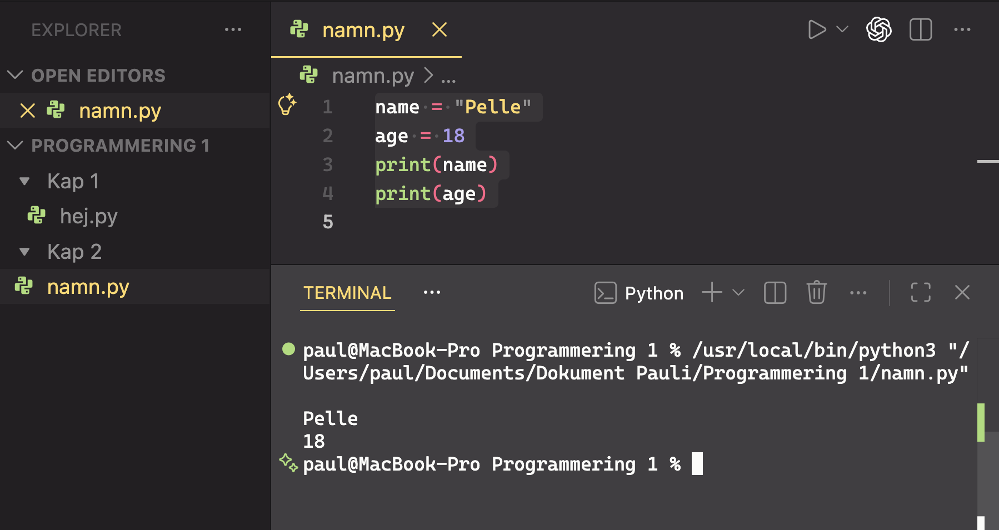 EXPLORER ...
OPEN EDITORS
namn.py
PROGRAMMERING 1
Kap 1
hej.py
Kap 2
namn.py
namn.py
namn.py > ...
1 name = "Pelle"
2 age = 18
3 print(name)
4 print(age)
5
TERMINAL ...
Python
paul@MacBook-Pro Programmering 1 % /usr/local/bin/python3 "/
Users/paul/Documents/Dokument Pauli/Programmering 1/namn.py"
Pelle
18
paul@MacBook-Pro Programmering 1 %